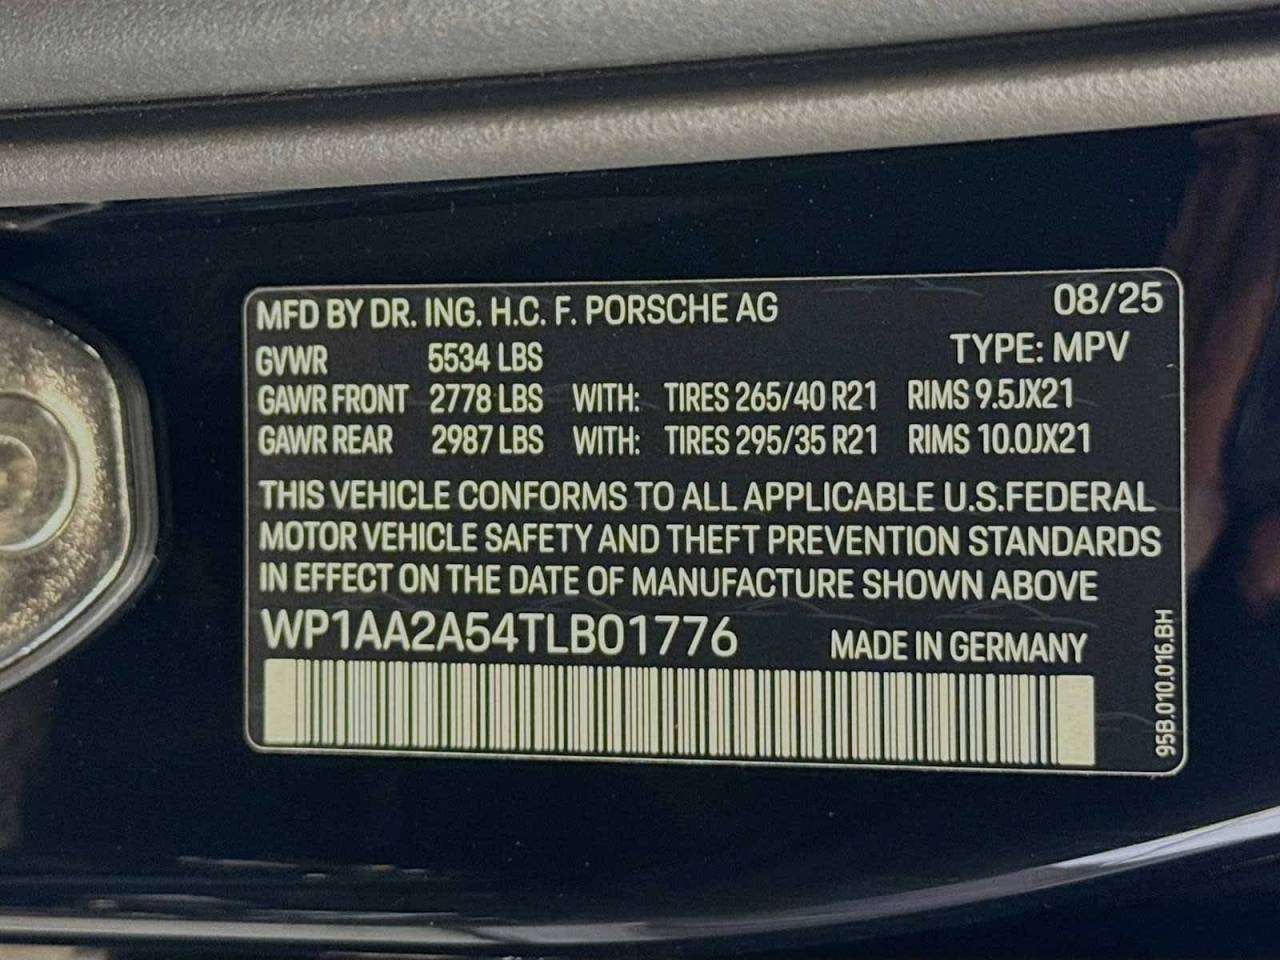 MFD BY DR. ING. H.C. F. PORSCHE AG 08/25
GVWR 5534 LBS TYPE: MPV
GAWR FRONT 2778 LBS WITH: TIRES 265/40 R21 RIMS 9.5JX21
GAWR REAR 2987 LBS WITH: TIRES 295/35 R21 RIMS 10.0JX21
THIS VEHICLE CONFORMS TO ALL APPLICABLE U.S.FEDERAL
MOTOR VEHICLE SAFETY AND THEFT PREVENTION STANDARDS
IN EFFECT ON THE DATE OF MANUFACTURE SHOWN ABOVE
WP1AA2A54TLB01776 MADE IN GERMANY
95B.010.016.BH